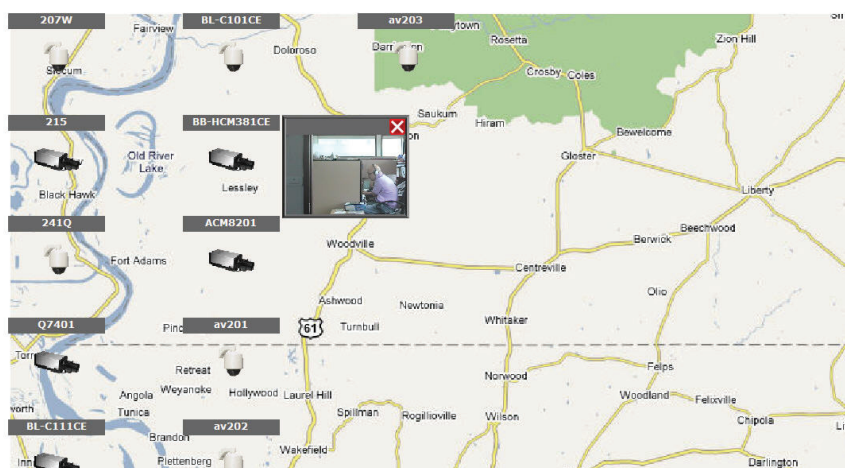 207W
BL-C101CE
av203
Fairview
Doloroso
Rosetta
Zion Hill
Crosby
Coles
Saukum
Hiram
215
BB-HCM381CE
Bewelcome
Old River
Lake
Gloster
Black Hawk
Lessley
Liberty
241Q
ACM8201
Beechwood
Woodville
Berwick
Fort Adams
Centreville
Olio
Ashwood
Newtonia
Q7401
av201
61
Turnbull
Whitaker
Retreat
Felps
Norwood
Angola
Weyanoke
Hollywood
Laurel Hill
Woodland
Felixville
Tunica
Spillman
Rogillioville
Wilson
Chipola
BL-C111CE
av202
Wakefield
Plettenberg
Darlington